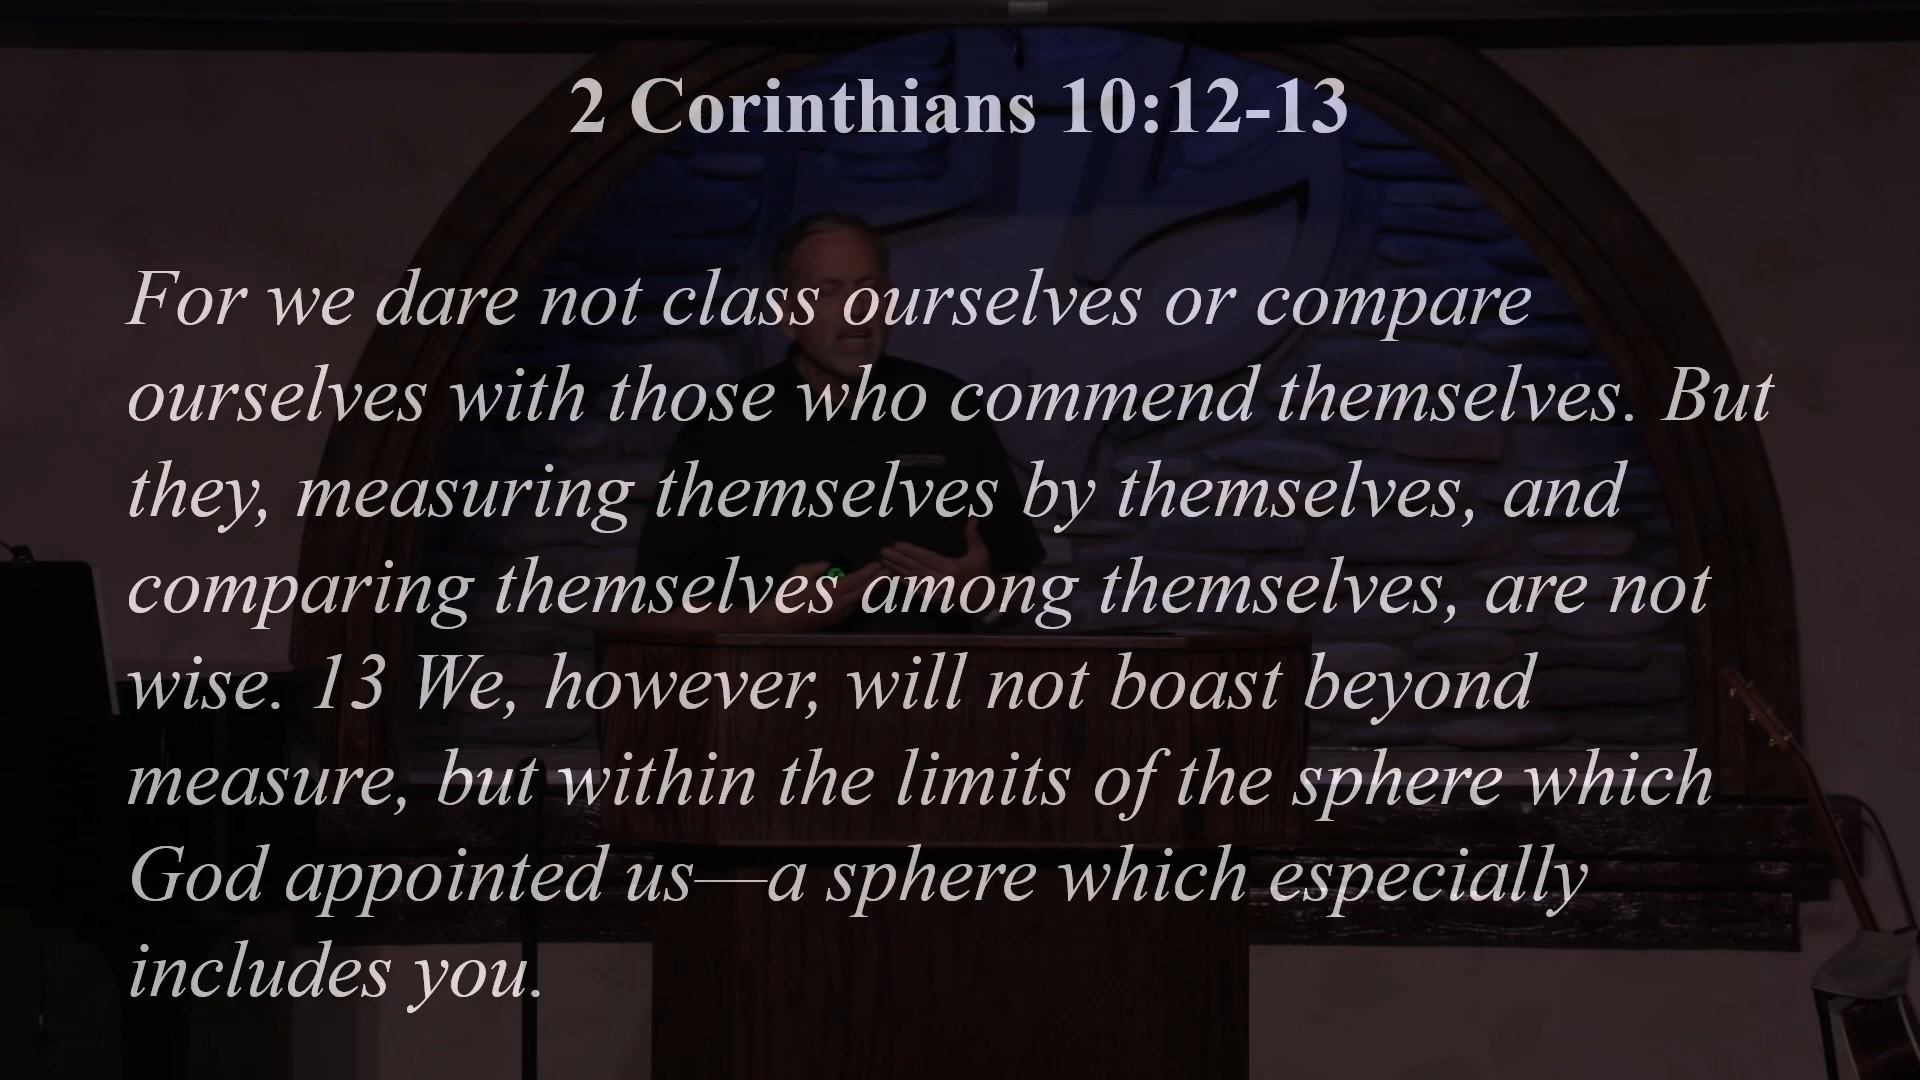 2 Corinthians 10:12-13
For we dare not class ourselves or compare
ourselves with those who commend themselves. But
they, measuring themselves by themselves, and
comparing themselves among themselves, are not
wise. 13 We, however, will not boast beyond
measure, but within the limits of the sphere which
God appointed us—a sphere which especially
includes you.